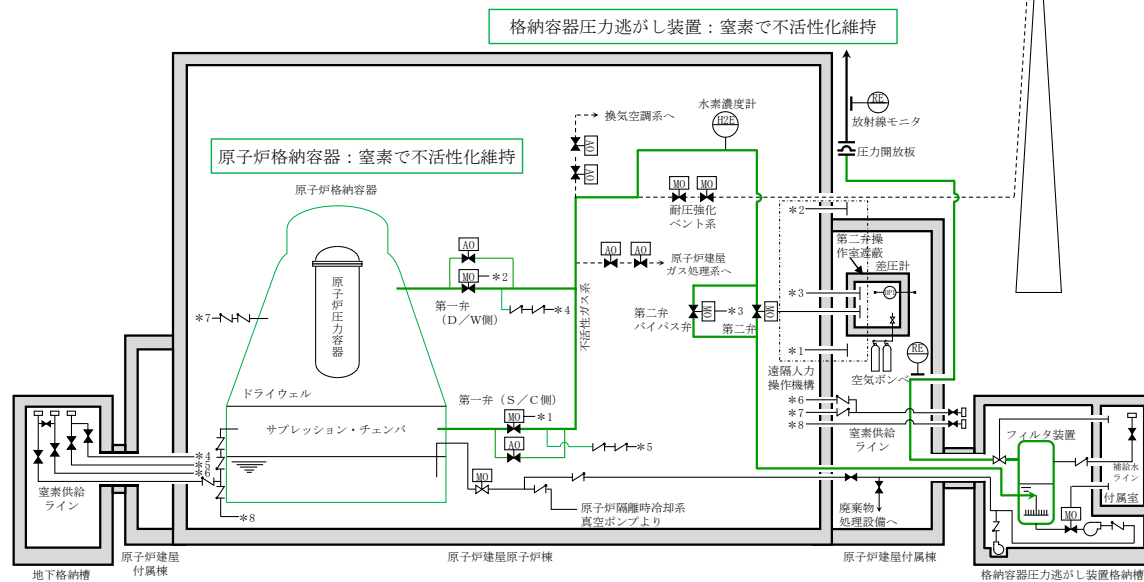 格納容器圧力逃がし装置：窒素で不活性化維持
RE
放射線モニタ
圧力開放板
水素濃度計
H2E
換気空調系へ
AO
AO
原子炉格納容器：窒素で不活性化維持
原子炉格納容器
MO
MO
耐圧強化
ベント系
＊2
第二弁操
作室遮蔽
差圧計
DPI
AO
MO
＊2
AO
AO
原子炉建屋
ガス処理系へ
原子炉圧力容器
第一弁
（D／W側）
＊4
不活性ガス系
MO
＊3
MO
第二弁
バイパス弁
第二弁
＊3
＊1
＊7
RE
遠隔人力
操作機構
空気ボンベ
ドライウェル
第一弁（S／C側）
MO
＊1
AO
＊5
サプレッション・チェンバ
＊6
＊7
＊8
窒素供給
ライン
フィルタ装置
補給水
ライン
付属室
MO
＊4
＊5
＊6
窒素供給
ライン
＊8
MO
原子炉隔離時冷却系
真空ポンプより
廃棄物
処理設備へ
地下格納槽
原子炉建屋
付属棟
原子炉建屋原子炉棟
原子炉建屋付属棟
格納容器圧力逃がし装置格納槽